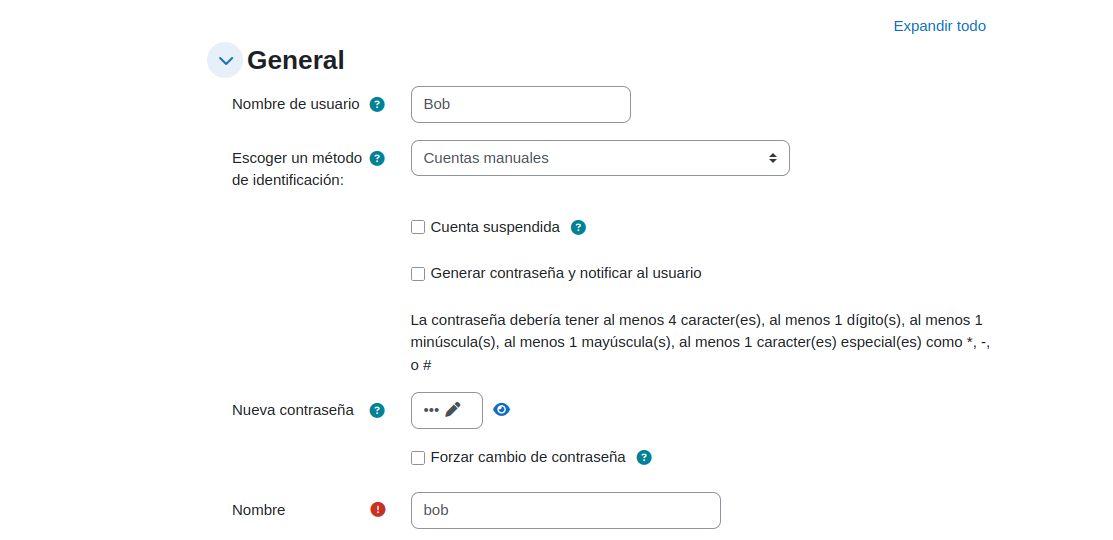 Expandir todo
General
Nombre de usuario ? Bob
Escoger un método ? Cuentas manuales
de identificación:
Cuenta suspendida ?
Generar contraseña y notificar al usuario
La contraseña debería tener al menos 4 caracter(es), al menos 1 dígito(s), al menos 1
minúscula(s), al menos 1 mayúscula(s), al menos 1 caracter(es) especial(es) como *, -,
o #
Nueva contraseña ? •••
Forzar cambio de contraseña ?
Nombre ! bob